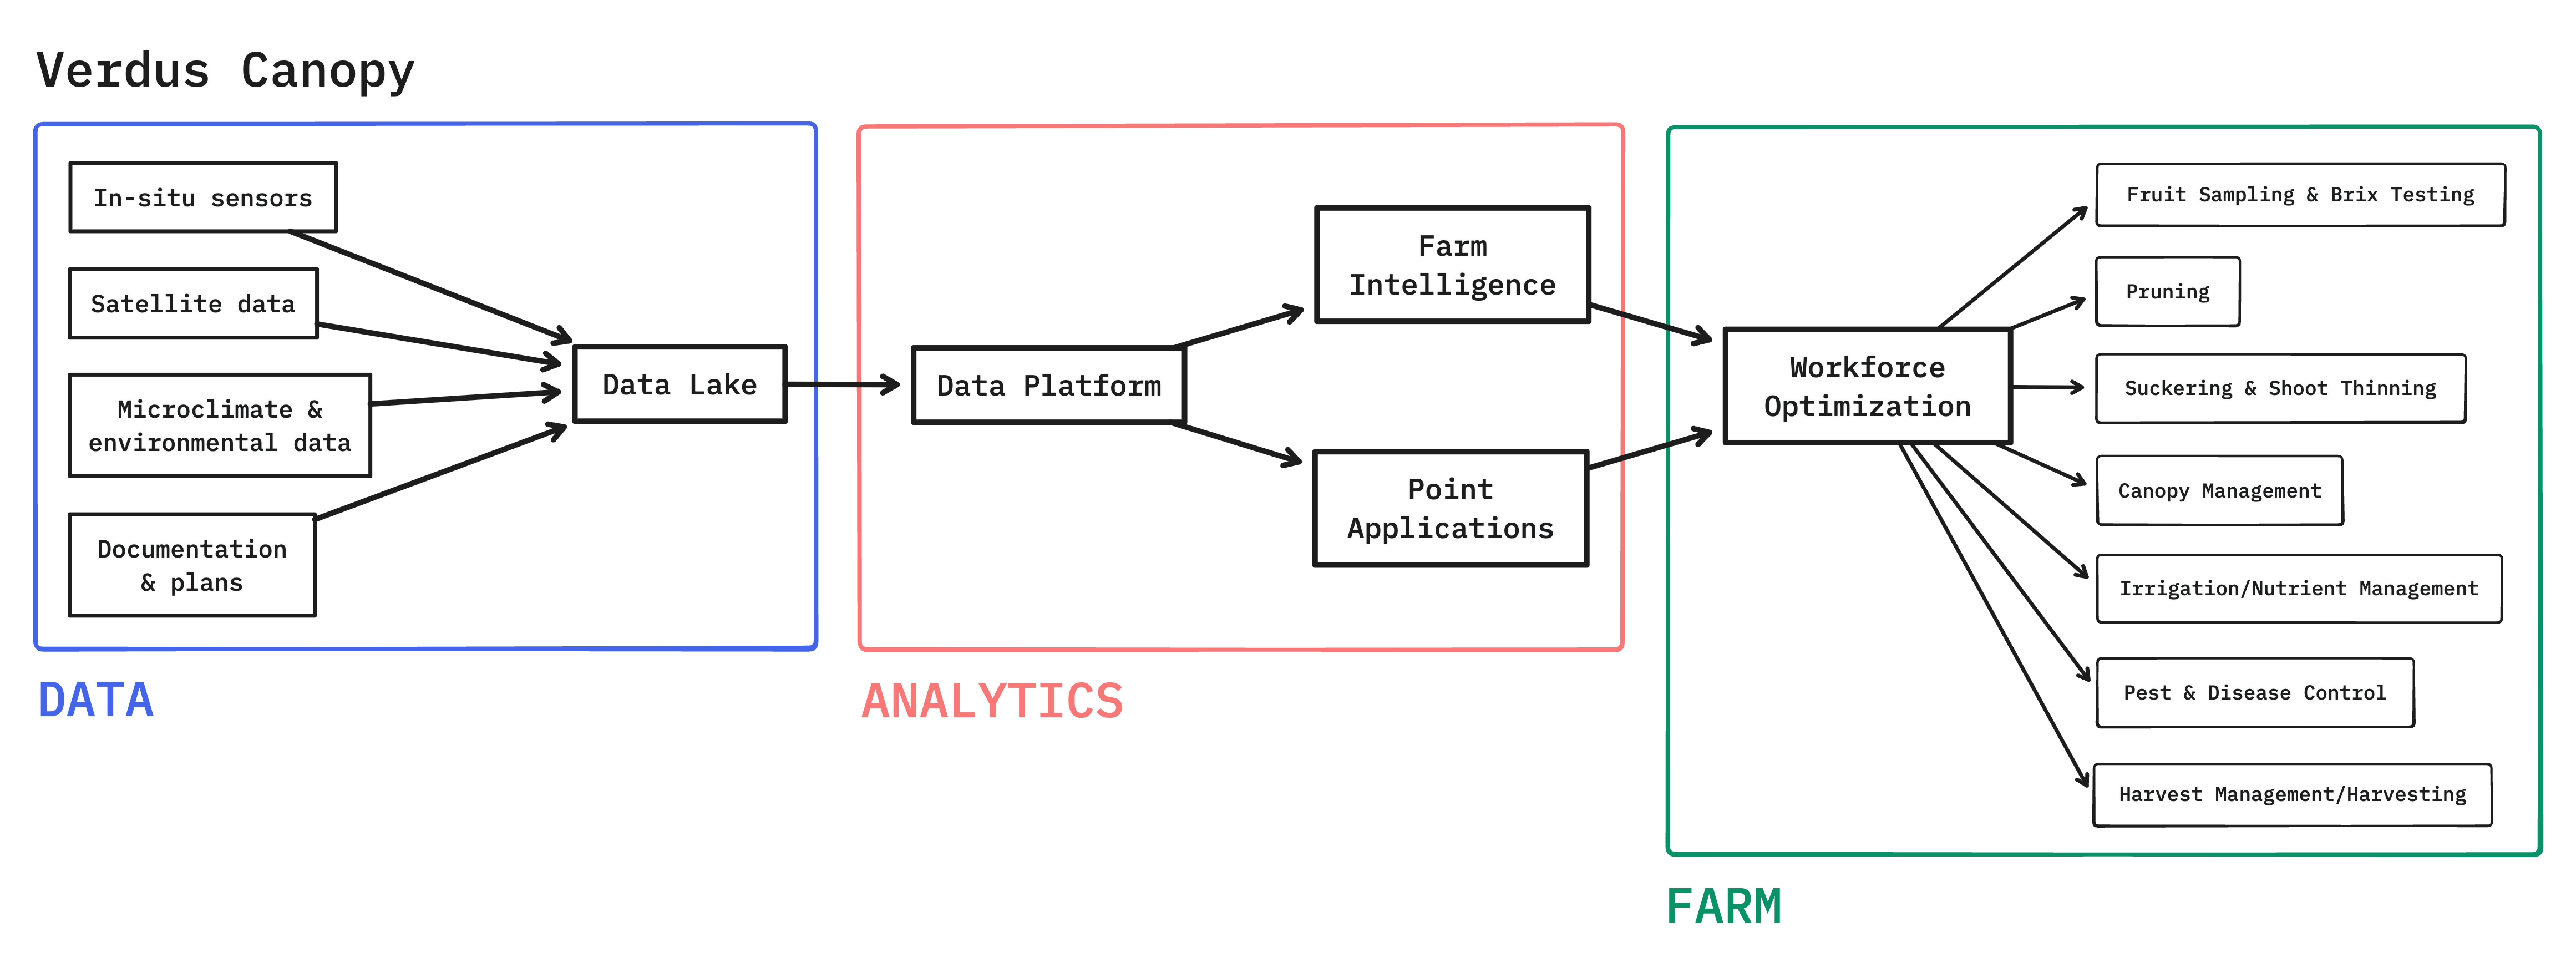 Verdus Canopy
In-situ sensors
Satellite data
Microclimate &
environmental data
Documentation
& plans
Data Lake
DATA
Data Platform
Farm
Intelligence
Point
Applications
ANALYTICS
Workforce
Optimization
Fruit Sampling & Brix Testing
Pruning
Suckering & Shoot Thinning
Canopy Management
Irrigation/Nutrient Management
Pest & Disease Control
Harvest Management/Harvesting
FARM